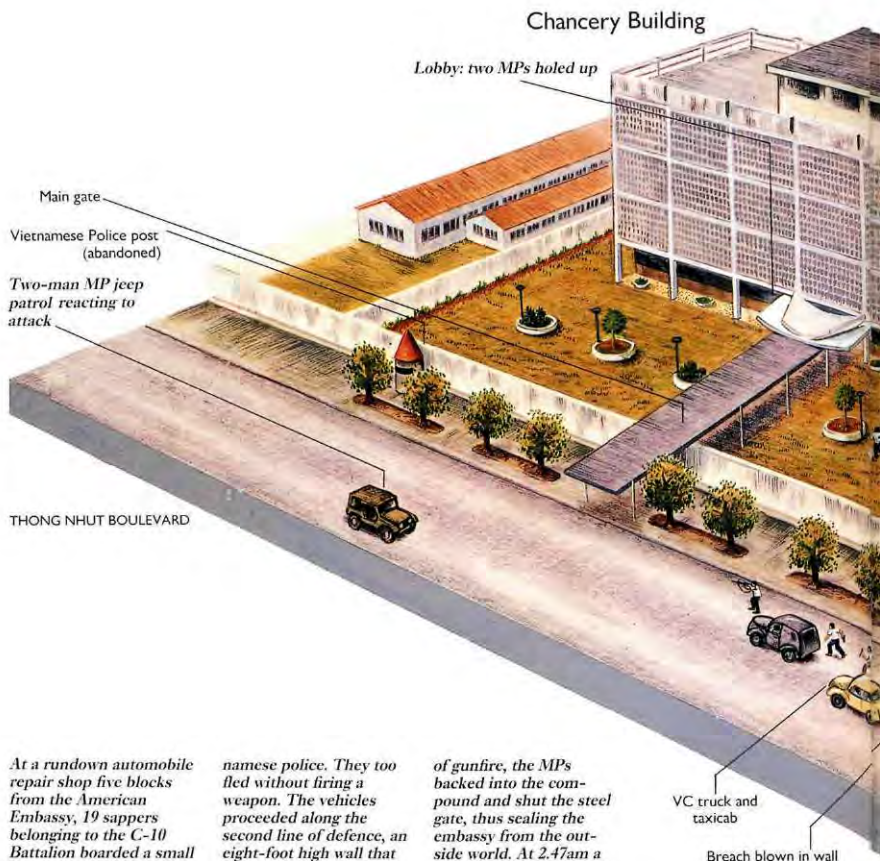 Chancery Building
Lobby: two MPs holed up
Main gate
Vietnamese Police post
(abandoned)
Two-man MP jeep
patrol reacting to
attack
THONG NHUT BOULEVARD
At a rundown automobile
repair shop five blocks
from the American
Embassy, 19 sappers
belonging to the C-10
Battalion boarded a small
namese police. They too
fled without firing a
weapon. The vehicles
proceeded along the
second line of defence, an
eight-foot high wall that
of gunfire, the MPs
backed into the com-
pound and shut the steel
gate, thus sealing the
embassy from the out-
side world. At 2.47am a
VC truck and
taxicab
Breach blown in wall